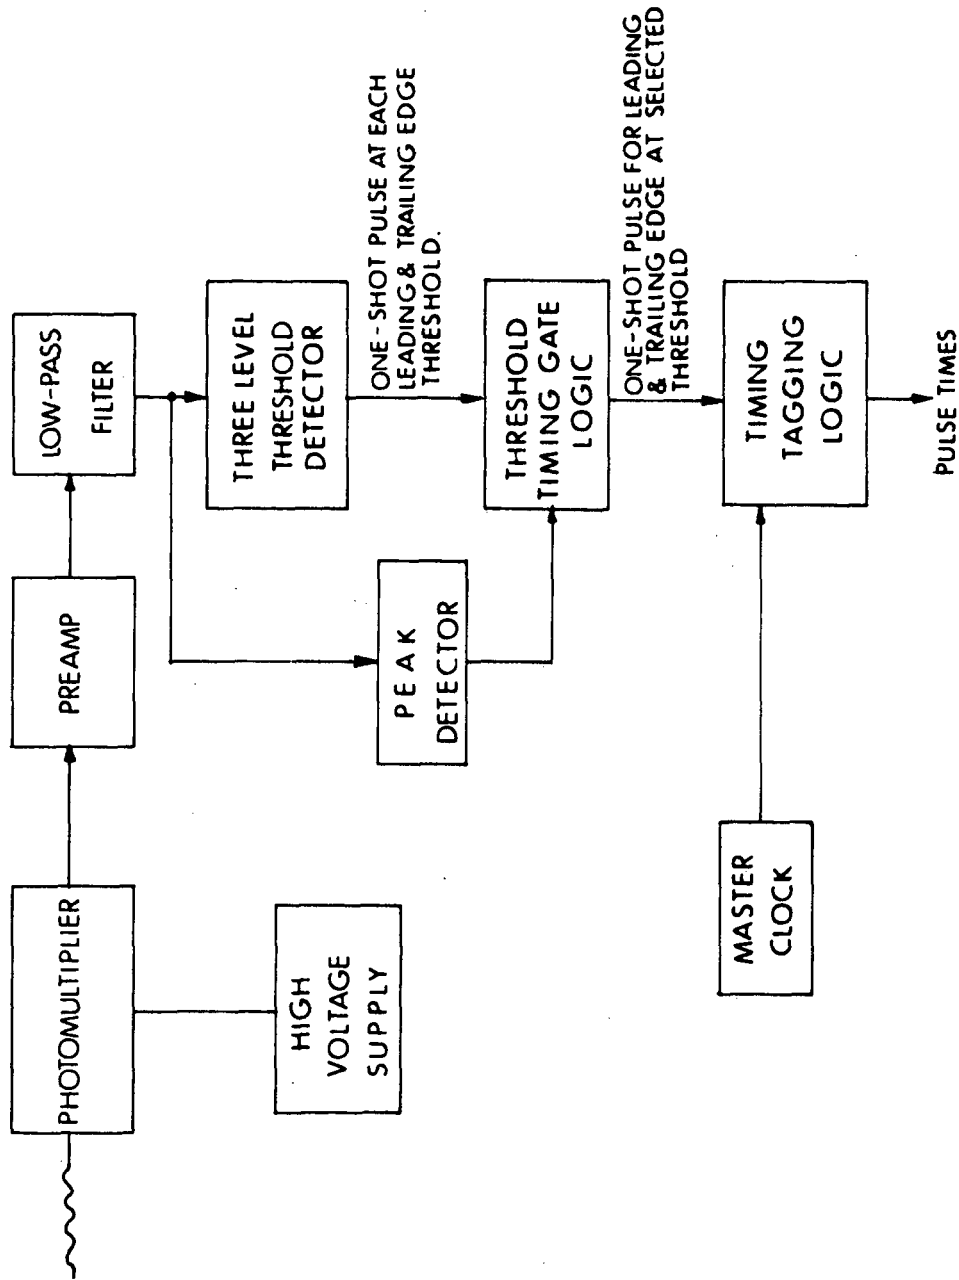 PHOTOMULTIPLIER
PREAMP
LOW-PASS
FILTER
HIGH
VOLTAGE
SUPPLY
THREE LEVEL
THRESHOLD
DETECTOR
ONE-SHOT PULSE AT EACH
LEADING & TRAILING EDGE
THRESHOLD.
PEAK
DETECTOR
THRESHOLD
TIMING GATE
LOGIC
ONE-SHOT PULSE FOR LEADING
& TRAILING EDGE AT SELECTED
THRESHOLD
MASTER
CLOCK
TIMING
TAGGING
LOGIC
PULSE TIMES